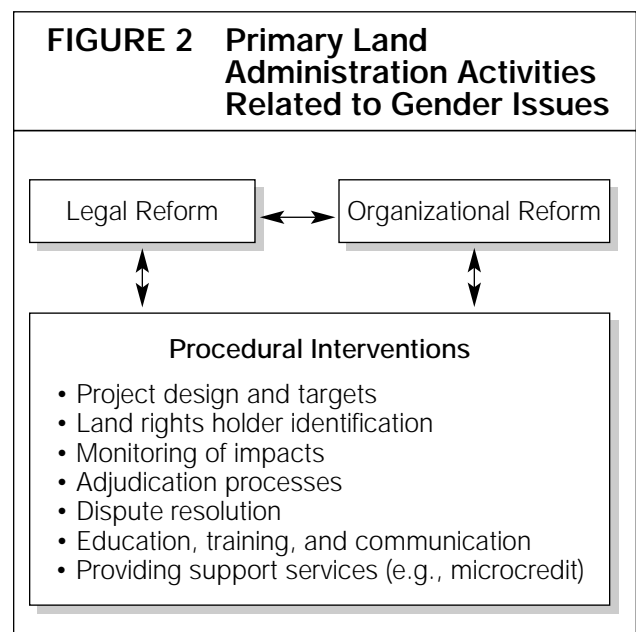 FIGURE 2 Primary Land
Administration Activities
Related to Gender Issues
Legal Reform
Organizational Reform
Procedural Interventions
• Project design and targets
• Land rights holder identification
• Monitoring of impacts
• Adjudication processes
• Dispute resolution
• Education, training, and communication
• Providing support services (e.g., microcredit)